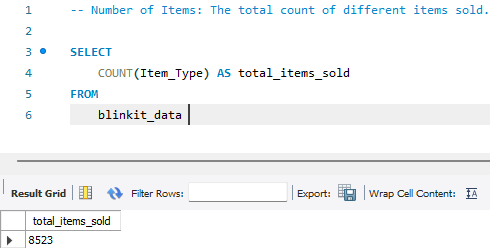 1 -- Number of Items: The total count of different items sold.
2
3 SELECT
4 COUNT(Item_Type) AS total_items_sold
5 FROM
6 blinkit_data
Result Grid Filter Rows: Export: Wrap Cell Content: IA
total_items_sold
8523